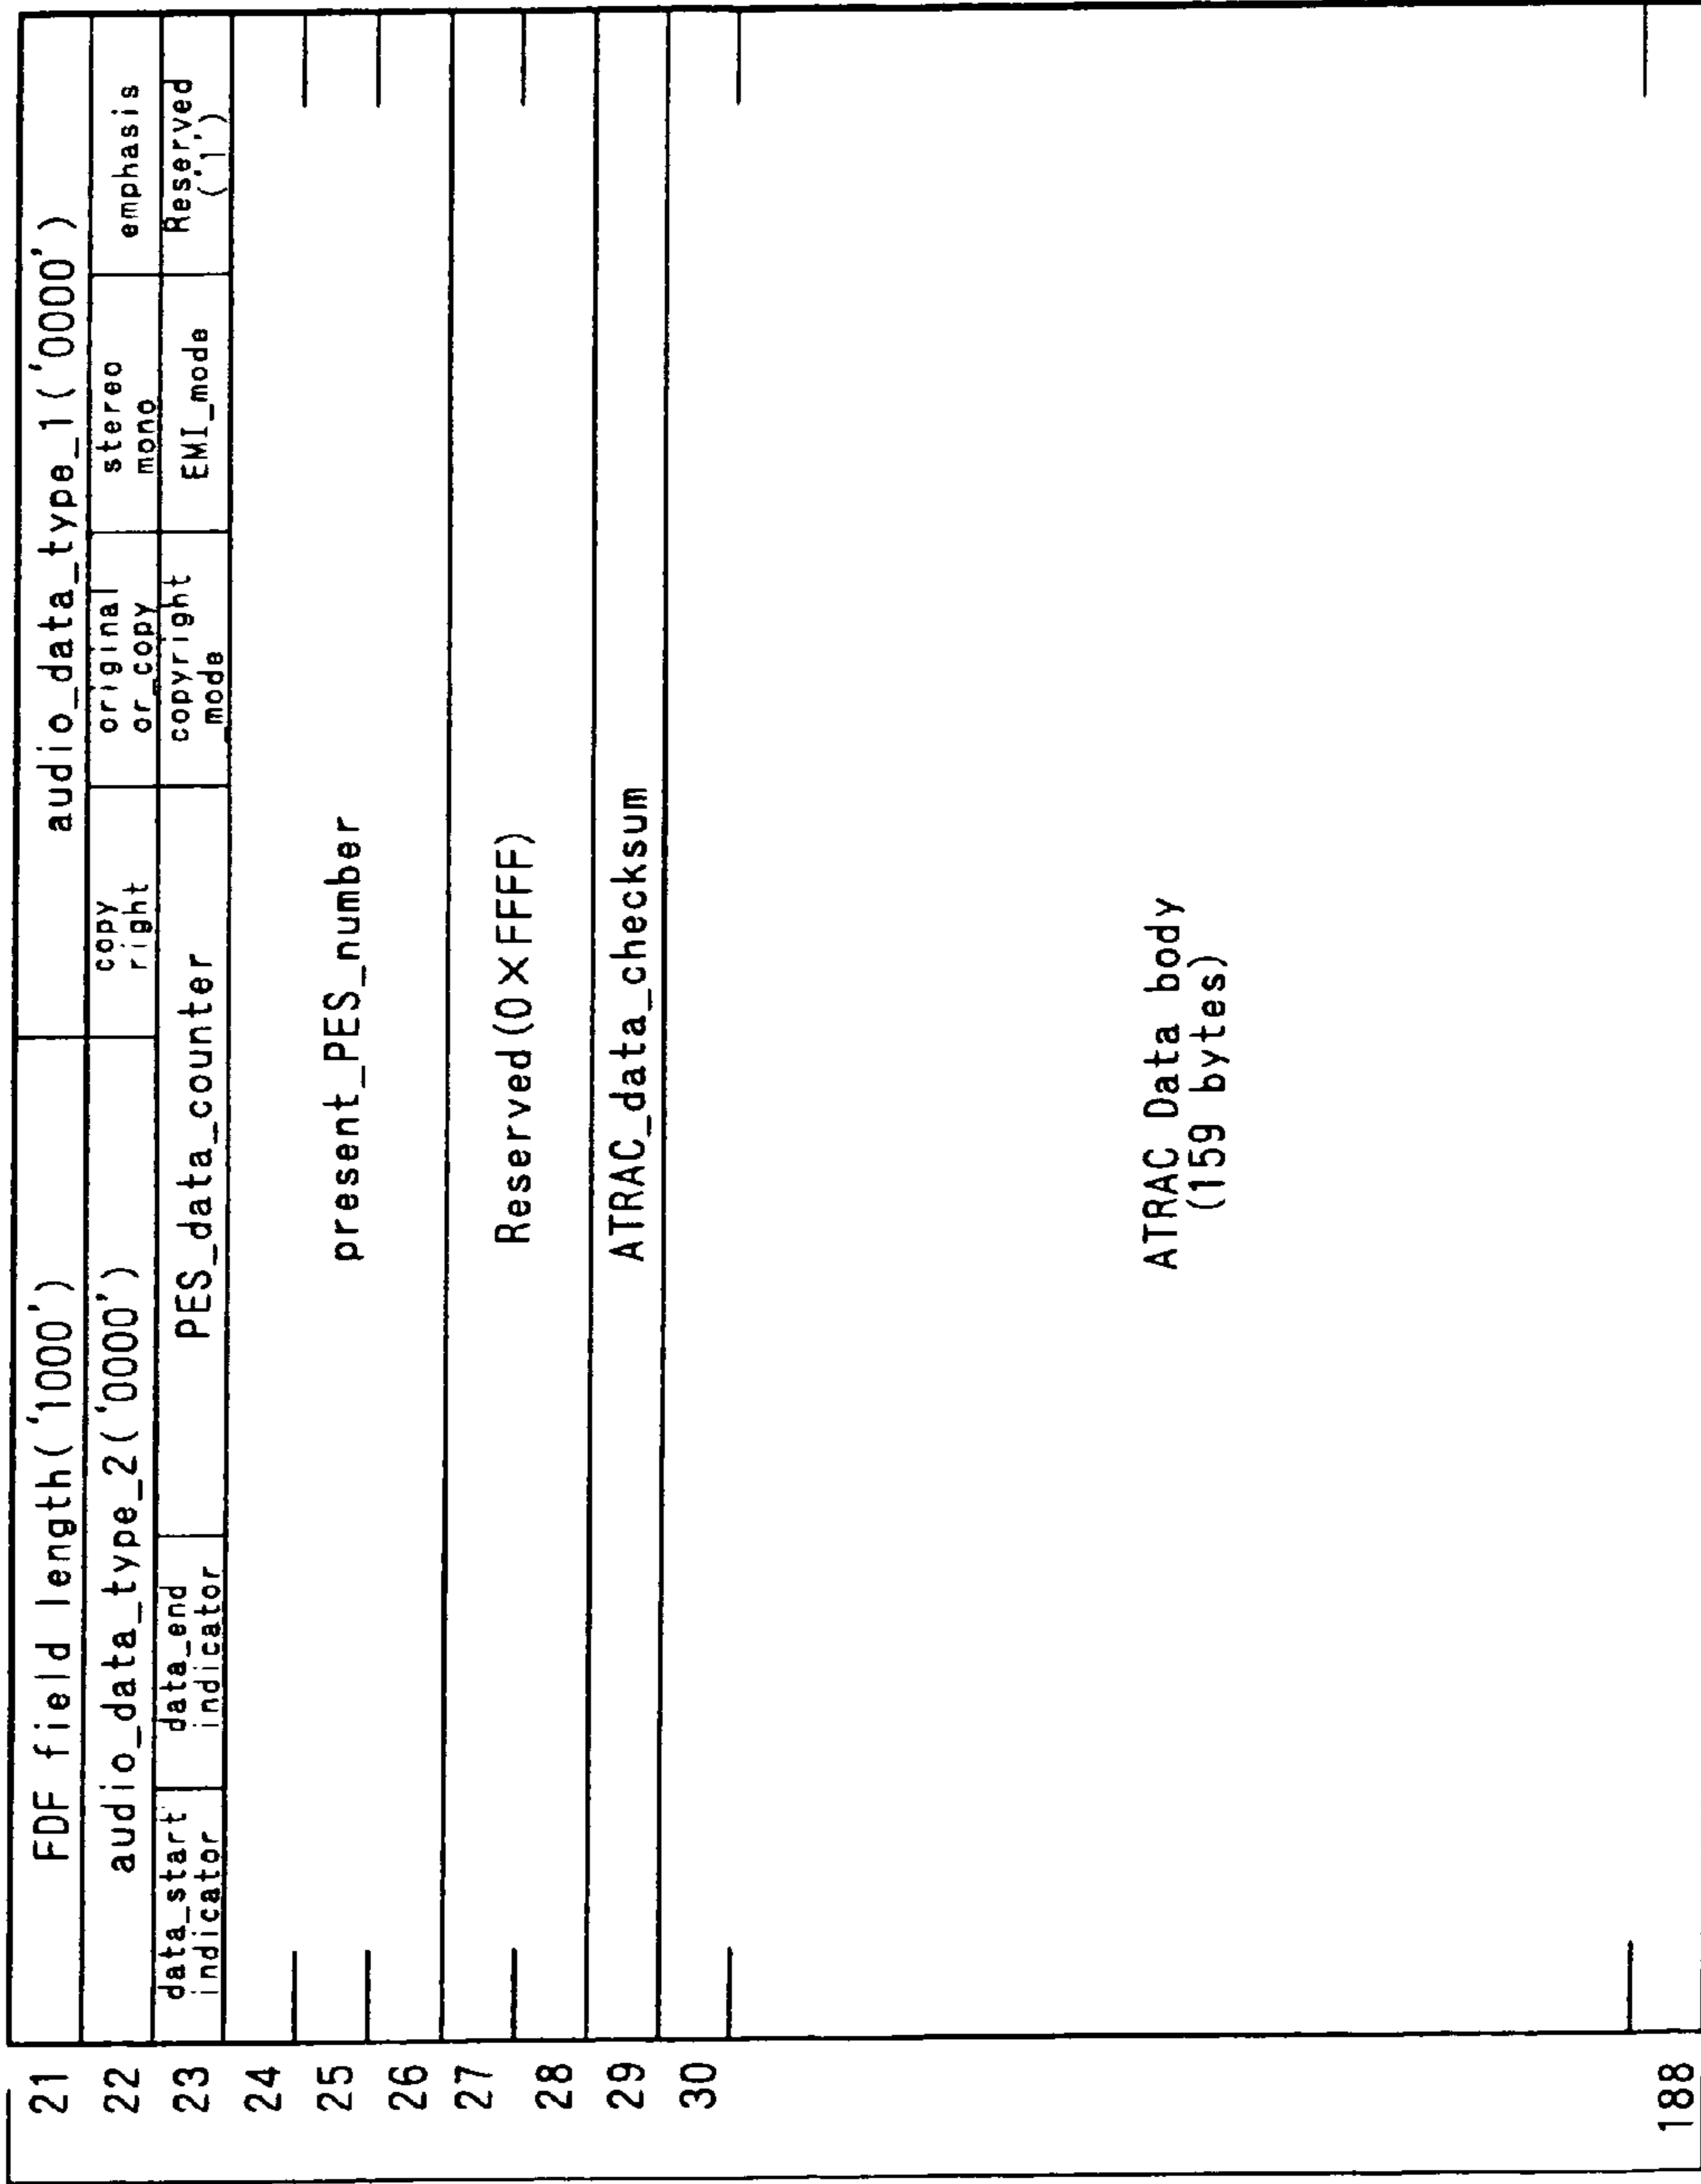 21
FDF field length('1000')
audio_data_type_1('0000')
22
audio_data_type_2('0000')
copy
right
original
or_copy
stereo
mono
emphasis
23
data_start
indicator
data_end
indicator
PES_data_counter
copyright
mode
EMI_mode
Reserved
('1')
24
25
present_PES_number
26
27
Reserved(0×FFFF)
28
29
ATRAC_data_checksum
30
ATRAC Data body
(159 bytes)
188